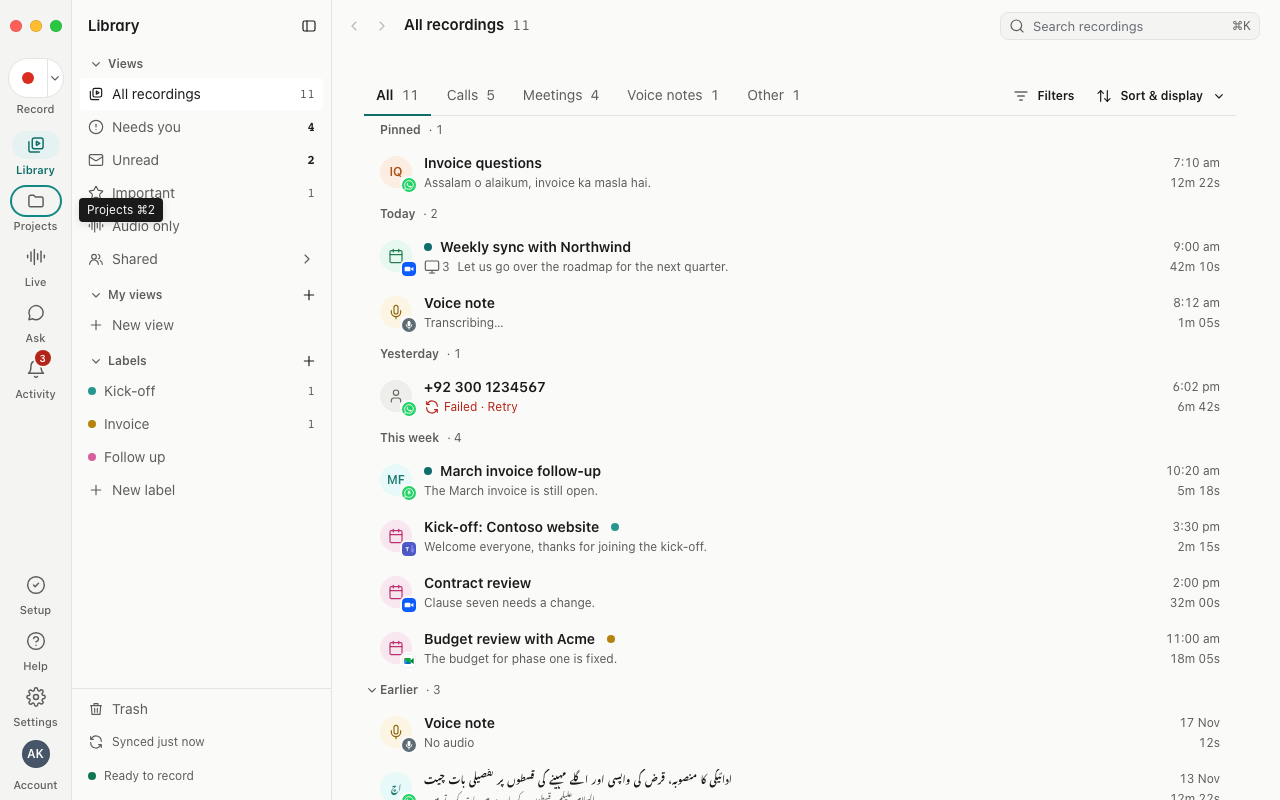 Library
All recordings 11
Search recordings ⌘K
Record
Library
Projects
Live
Ask
3
Activity
Setup
Help
Settings
AK
Account
Views
All recordings 11
Needs you 4
Unread 2
Important 1
Projects ⌘2
Audio only
Shared
My views
New view
Labels
Kick-off 1
Invoice 1
Follow up
New label
Trash
Synced just now
Ready to record
All 11 Calls 5 Meetings 4 Voice notes 1 Other 1
Filters Sort & display
Pinned · 1
IQ Invoice questions 7:10 am
Assalam o alaikum, invoice ka masla hai. 12m 22s
Today · 2
Weekly sync with Northwind 9:00 am
3 Let us go over the roadmap for the next quarter. 42m 10s
Voice note 8:12 am
Transcribing... 1m 05s
Yesterday · 1
+92 300 1234567 6:02 pm
Failed · Retry 6m 42s
This week · 4
MF March invoice follow-up 10:20 am
The March invoice is still open. 5m 18s
Kick-off: Contoso website 3:30 pm
Welcome everyone, thanks for joining the kick-off. 2m 15s
Contract review 2:00 pm
Clause seven needs a change. 32m 00s
Budget review with Acme 11:00 am
The budget for phase one is fixed. 18m 05s
Earlier · 3
Voice note 17 Nov
No audio 12s
ادائیگی کا منصوبہ، قرض کی واپسی اور اگلے مہینے کی قسطوں پر تفصیلی بات چیت 13 Nov
12m 22s